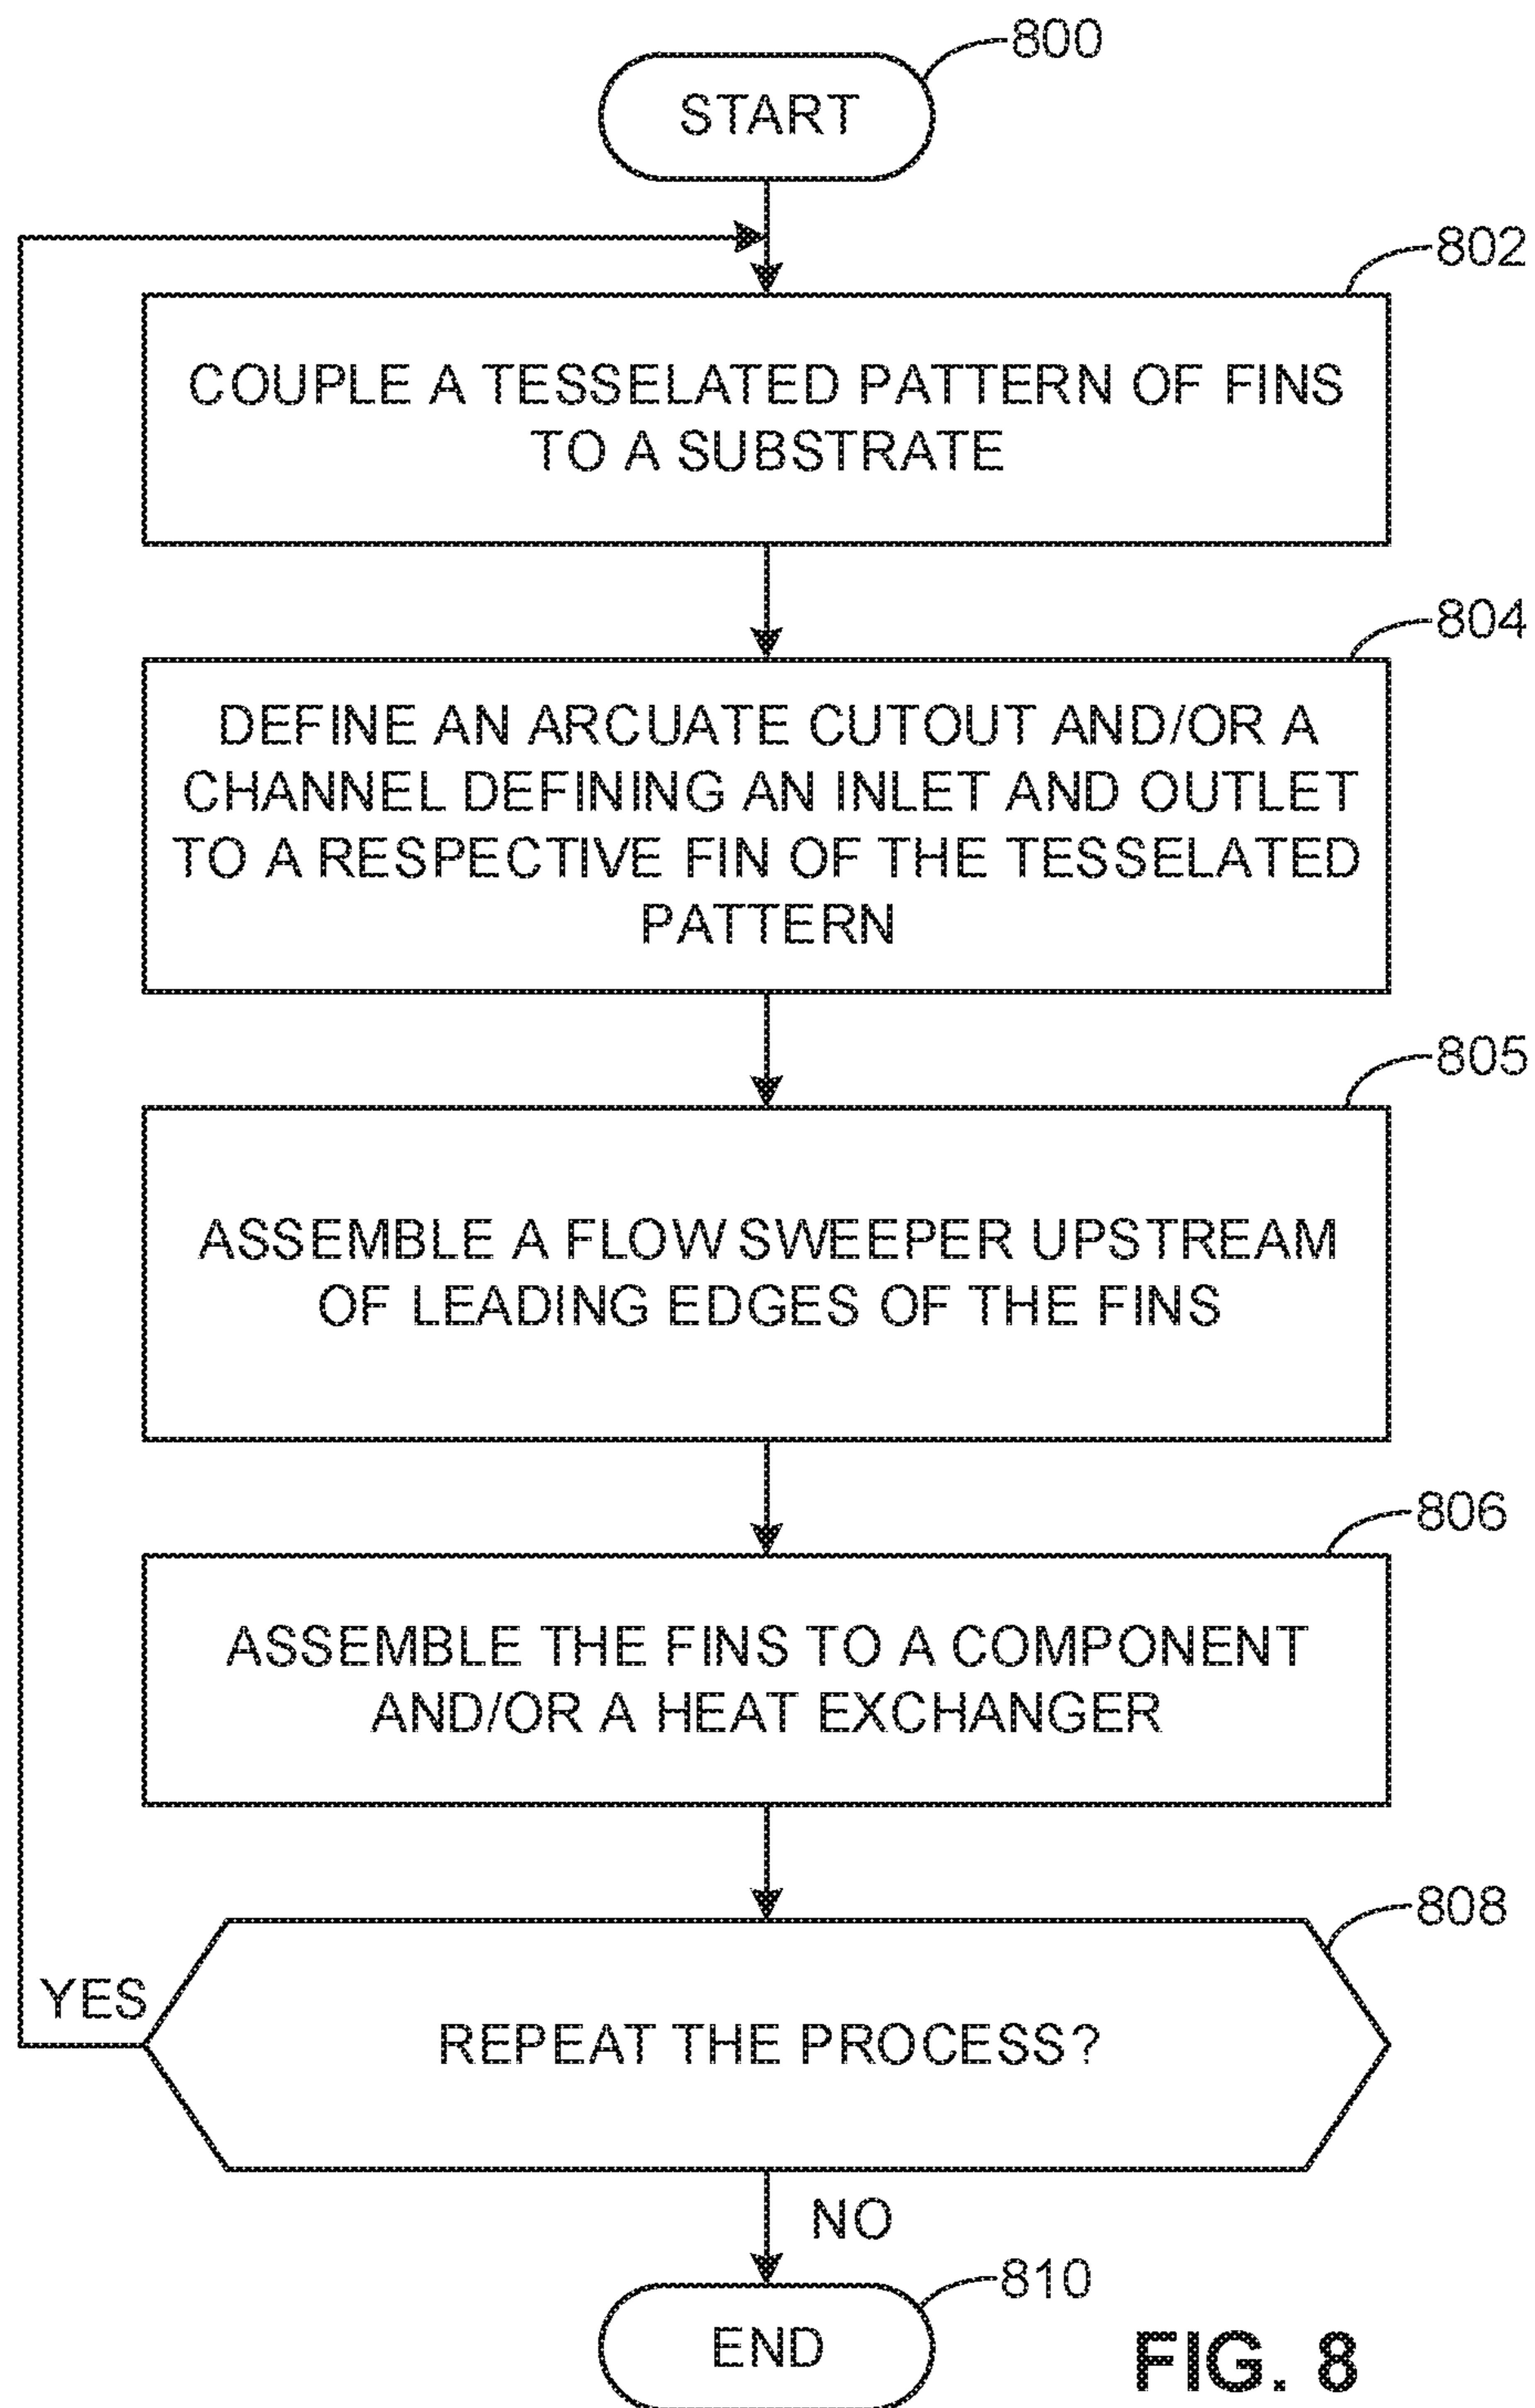 800
START
802
COUPLE A TESSELATED PATTERN OF FINS
TO A SUBSTRATE
804
DEFINE AN ARCUATE CUTOUT AND/OR A
CHANNEL DEFINING AN INLET AND OUTLET
TO A RESPECTIVE FIN OF THE TESSELATED
PATTERN
805
ASSEMBLE A FLOW SWEEPER UPSTREAM
OF LEADING EDGES OF THE FINS
806
ASSEMBLE THE FINS TO A COMPONENT
AND/OR A HEAT EXCHANGER
808
YES
REPEAT THE PROCESS?
NO
810
END
FIG. 8